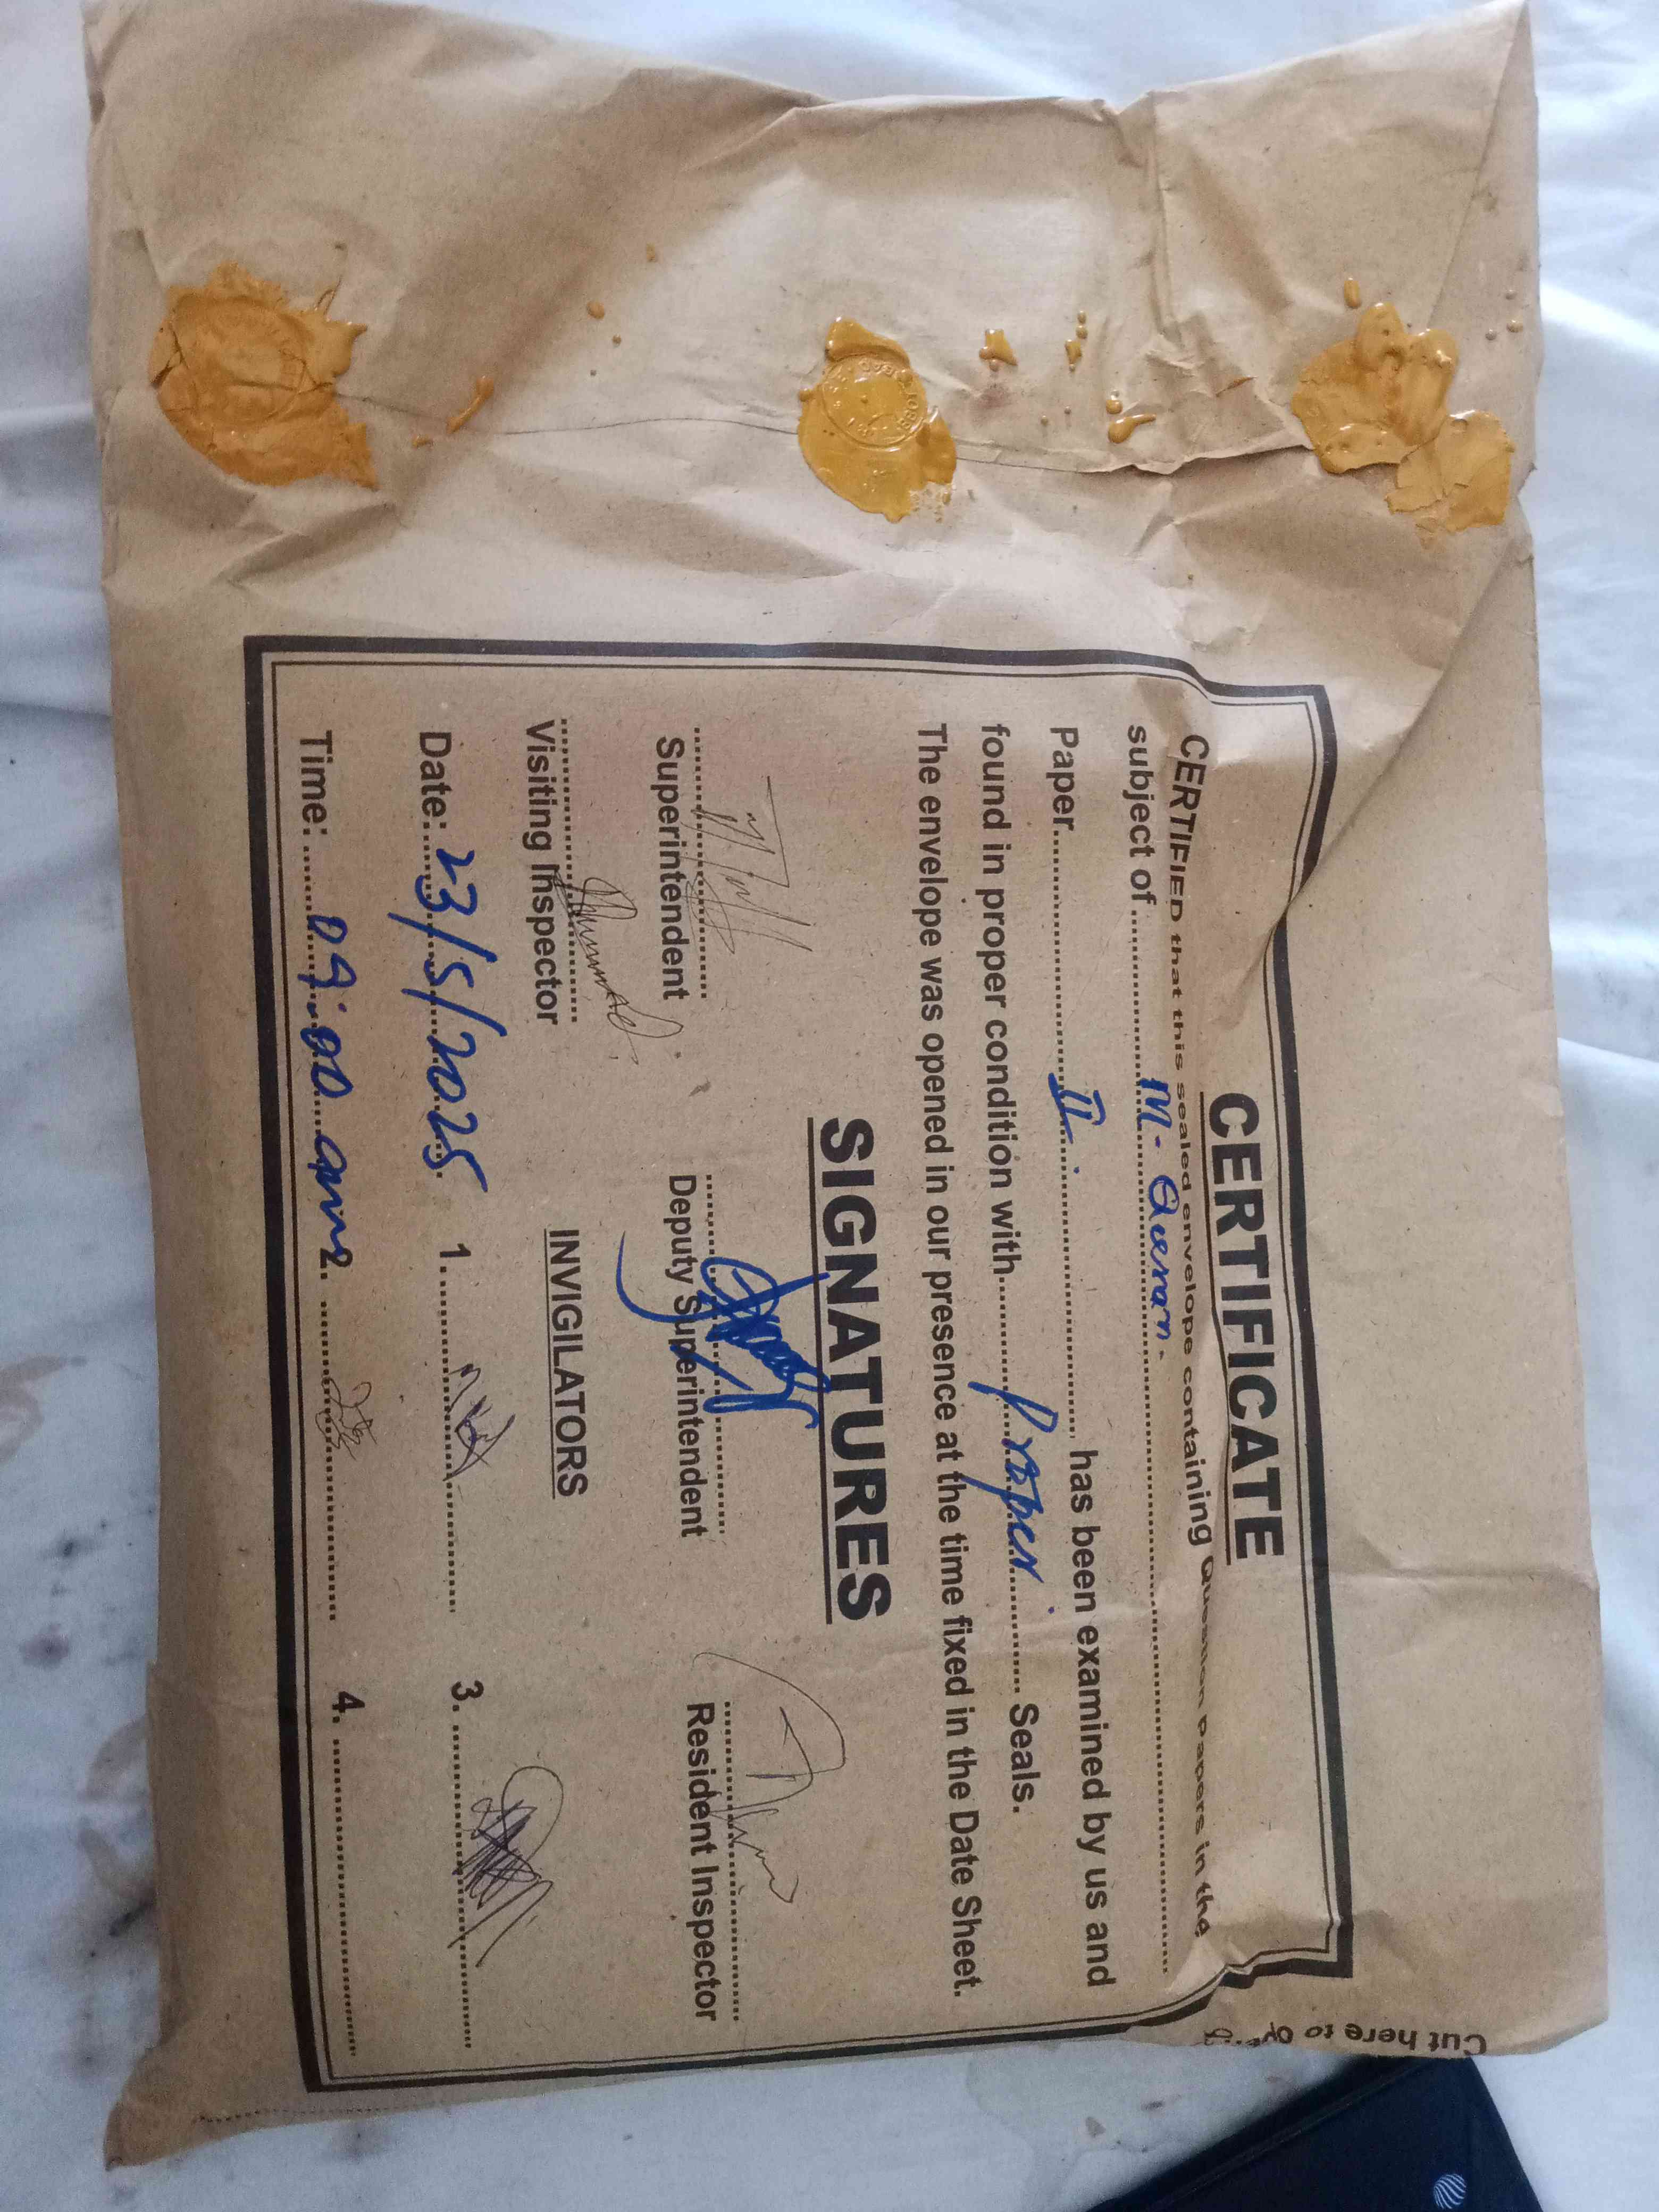 CERTIFICATE
CERTIFIED that this sealed envelope containing Question Papers in the
subject of .......... M. Quran. ..........
Paper .......... II .......... has been examined by us and
found in proper condition with .......... Proper .......... Seals.
The envelope was opened in our presence at the time fixed in the Date Sheet.
SIGNATURES
Superintendent Deputy Superintendent Resident Inspector
Visiting Inspector
INVIGILATORS
Date: 23/5/2025 1. .......... 3. ..........
Time: 09:00 am 2. .......... 4. ..........
Cut here to